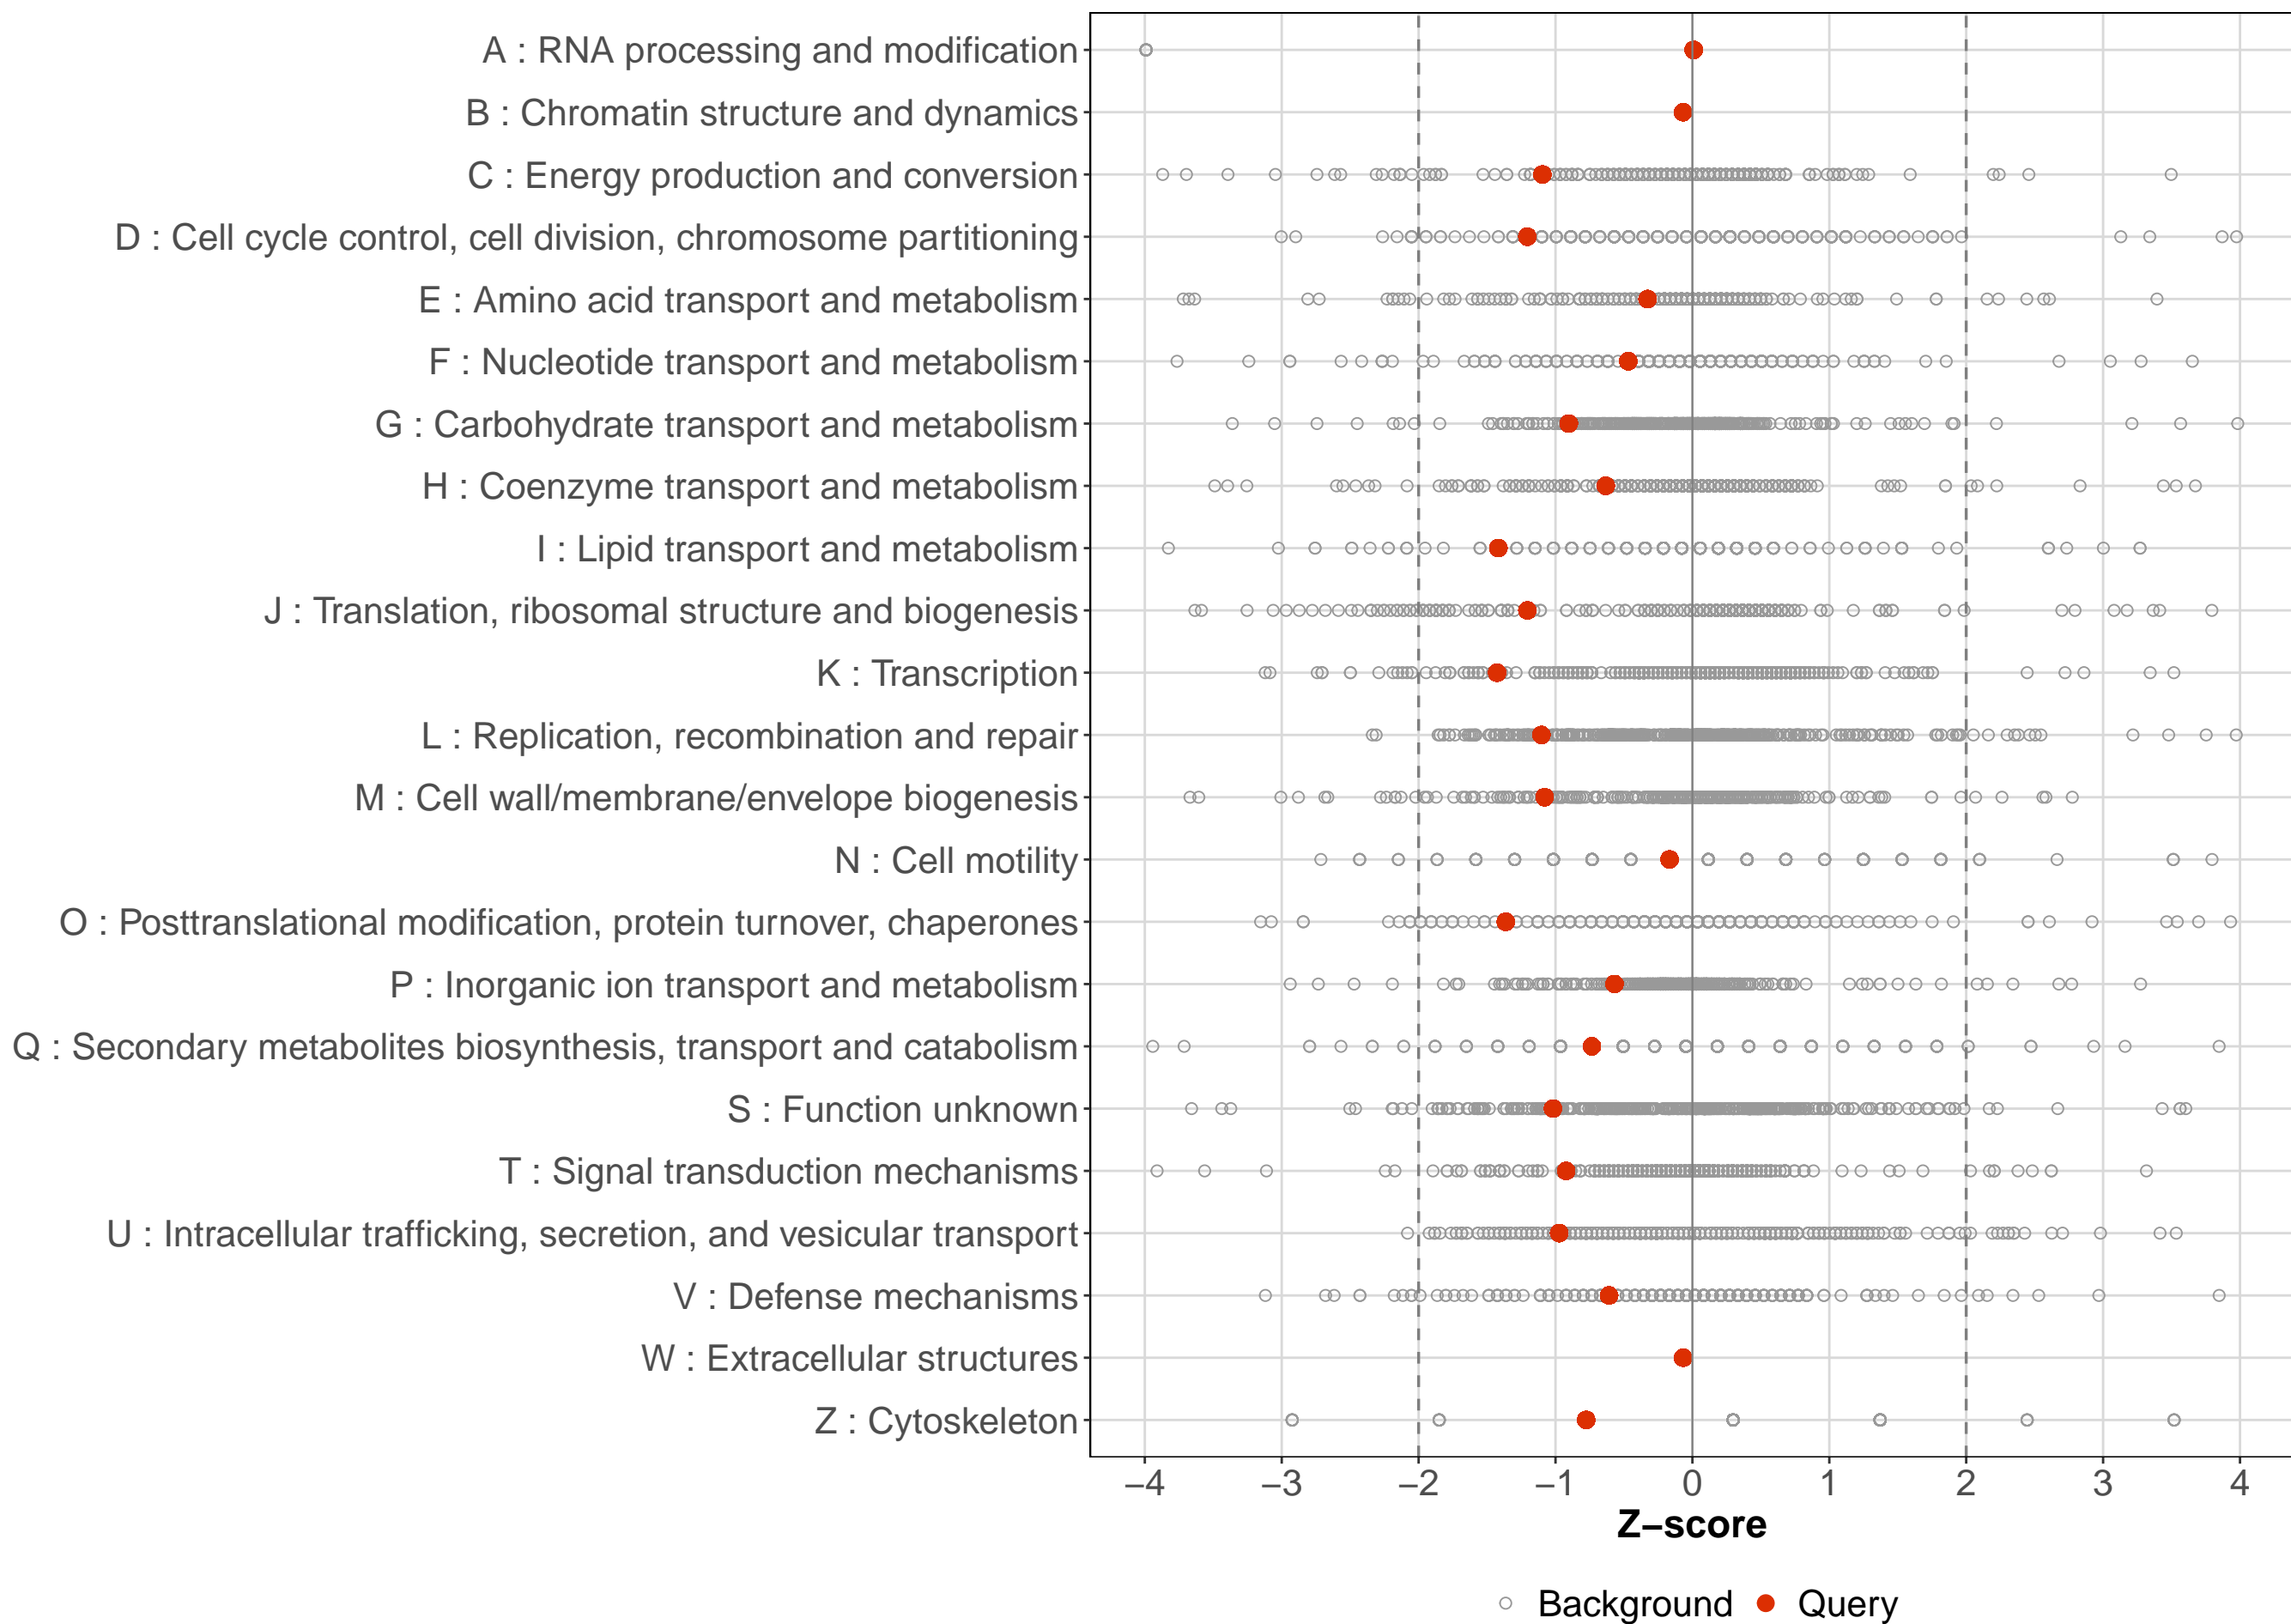 A : RNA processing and modification
B : Chromatin structure and dynamics
C : Energy production and conversion
D : Cell cycle control, cell division, chromosome partitioning
E : Amino acid transport and metabolism
F : Nucleotide transport and metabolism
G : Carbohydrate transport and metabolism
H : Coenzyme transport and metabolism
I : Lipid transport and metabolism
J : Translation, ribosomal structure and biogenesis
K : Transcription
L : Replication, recombination and repair
M : Cell wall/membrane/envelope biogenesis
N : Cell motility
O : Posttranslational modification, protein turnover, chaperones
P : Inorganic ion transport and metabolism
Q : Secondary metabolites biosynthesis, transport and catabolism
S : Function unknown
T : Signal transduction mechanisms
U : Intracellular trafficking, secretion, and vesicular transport
V : Defense mechanisms
W : Extracellular structures
Z : Cytoskeleton
−4 −3 −2 −1 0 1 2 3 4
Z−score
Background Query